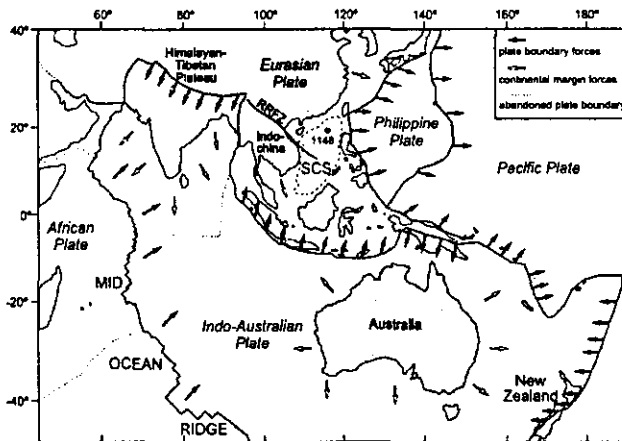 60° 80° 100° 120° 140° 160° 180°
Himalayan-
Tibetan
Plateau
Eurasian
Plate
plate boundary forces
continental margin forces
abandoned plate boundary
20°
RRFZ
Indo-
china
1148
SCS
Philippine
Plate
Pacific Plate
0°
African
Plate
MID
-20°
Indo-Australian
Plate
Australia
OCEAN
New
Zealand
-40°
RIDGE